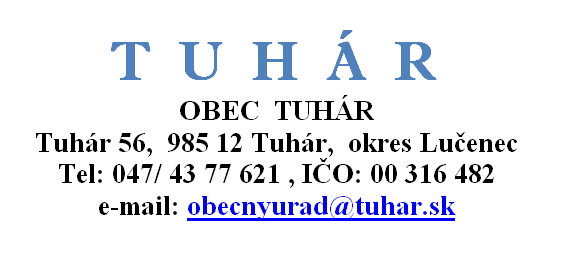 T U H Á R
OBEC TUHÁR
Tuhár 56, 985 12 Tuhár, okres Lučenec
Tel: 047/ 43 77 621 , IČO: 00 316 482
e-mail: obecnyurad@tuhar.sk